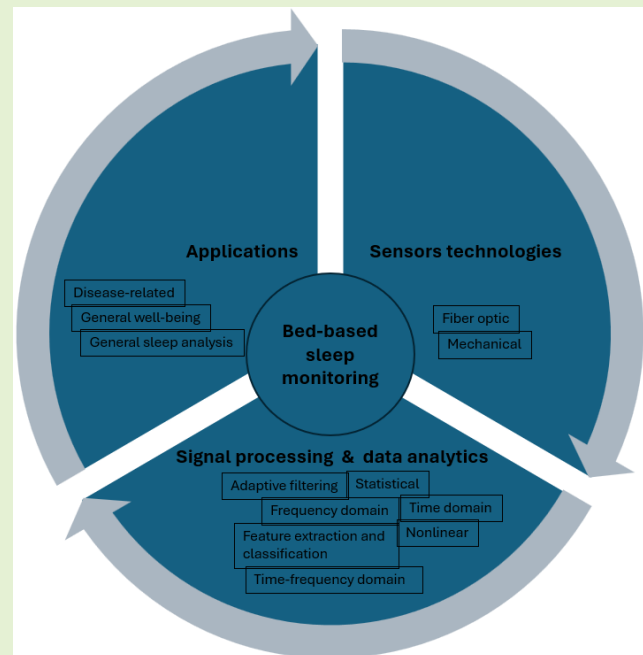 Applications
Disease-related
General well-being
General sleep analysis
Sensors technologies
Fiber optic
Mechanical
Bed-based
sleep
monitoring
Signal processing & data analytics
Adaptive filtering
Statistical
Frequency domain
Time domain
Feature extraction and
classification
Nonlinear
Time-frequency domain